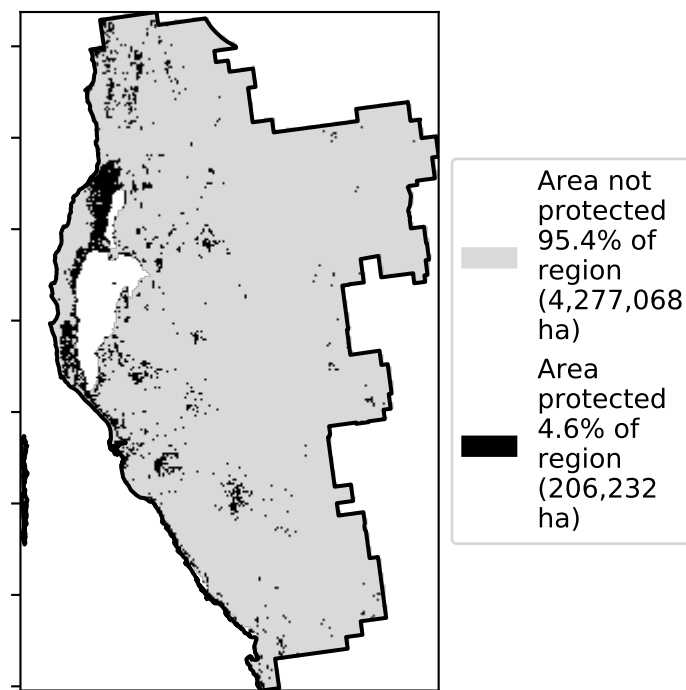 Area not
protected
95.4% of
region
(4,277,068
ha)
Area
protected
4.6% of
region
(206,232
ha)